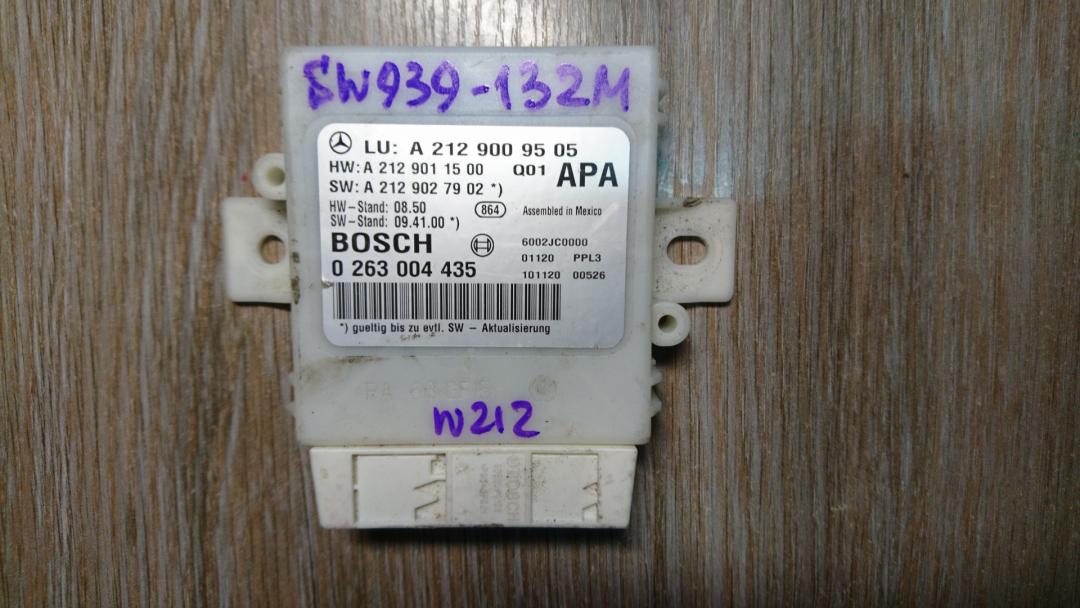 SW939-132M
LU: A 212 900 95 05
HW: A 212 901 15 00 Q01 APA
SW: A 212 902 79 02 *)
HW-Stand: 08.50 864 Assembled in Mexico
SW-Stand: 09.41.00 *)
BOSCH 6002JC0000
0 263 004 435 01120 PPL3
101120 00526
*) gueltig bis zu evtl. SW - Aktualisierung
W212
BOSCH